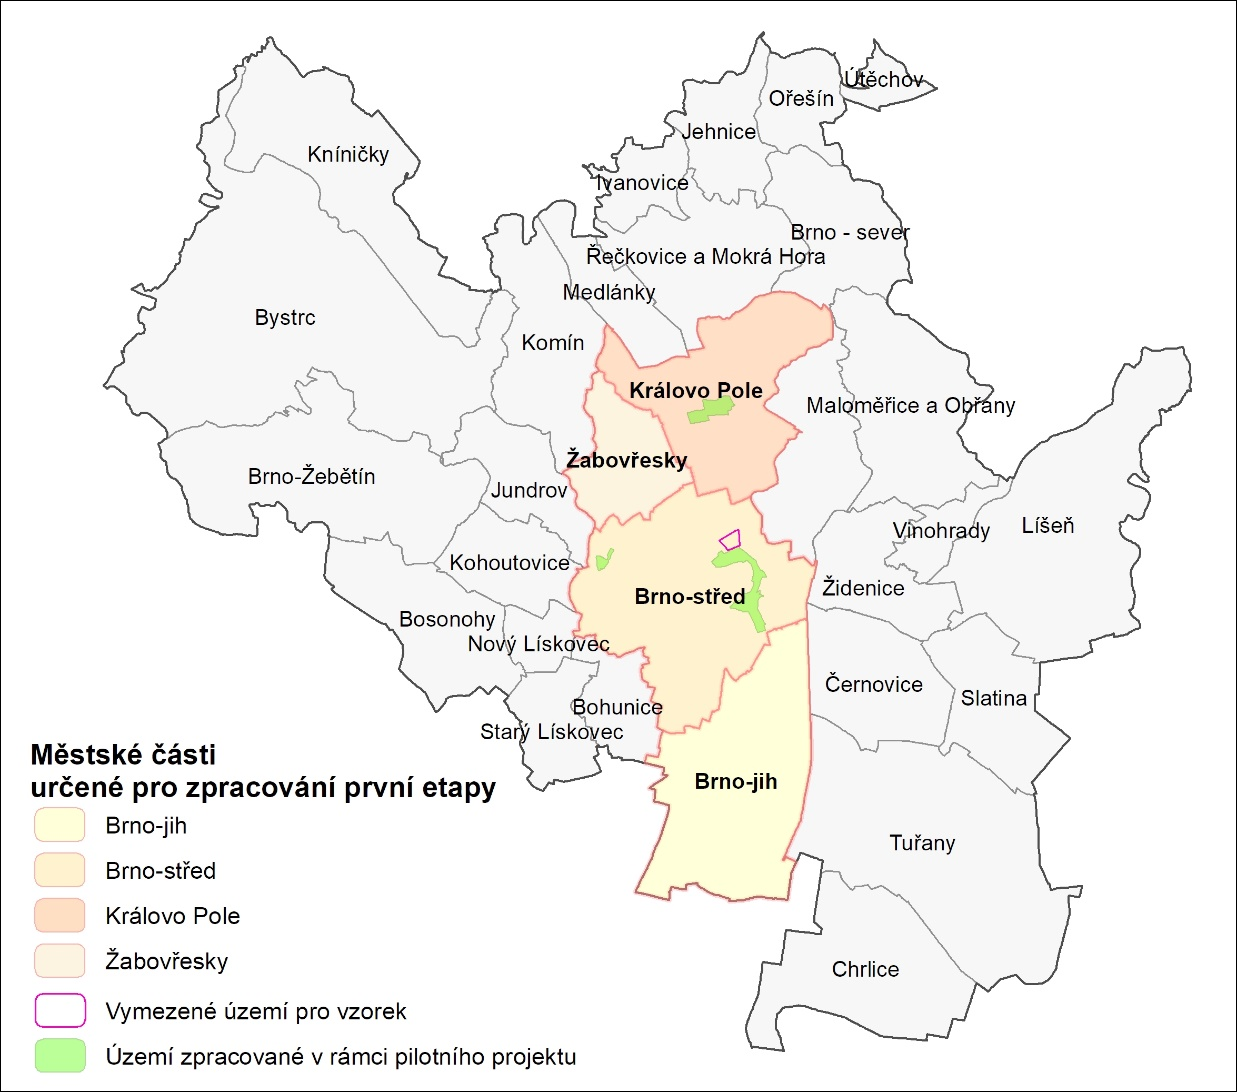 Útěchov
Ořešín
Jehnice
Kníničky
Ivanovice
Brno - sever
Řečkovice a Mokrá Hora
Medlánky
Bystrc
Komín
Královo Pole
Maloměřice a Obřany
Žabovřesky
Brno-Žebětín
Jundrov
Vinohrady
Líšeň
Kohoutovice
Židenice
Brno-střed
Bosonohy
Nový Lískovec
Černovice
Slatina
Bohunice
Starý Lískovec
Brno-jih
Tuřany
Chrlice
Městské části
určené pro zpracování první etapy
Brno-jih
Brno-střed
Královo Pole
Žabovřesky
Vymezené území pro vzorek
Území zpracované v rámci pilotního projektu